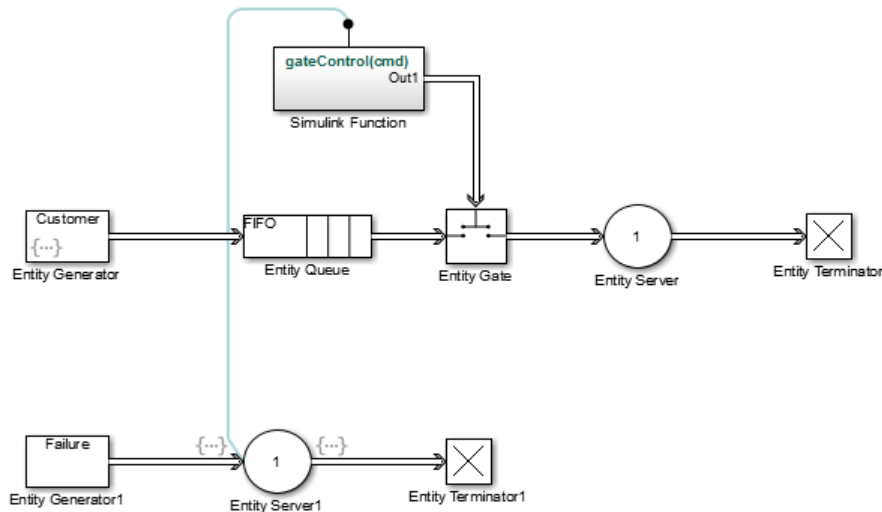 gateControl(cmd)
Out1
Simulink Function
Customer
{...}
Entity Generator
FIFO
Entity Queue
Entity Gate
1
Entity Server
Entity Terminator
Failure
Entity Generator1
{...}
1
{...}
Entity Server1
Entity Terminator1